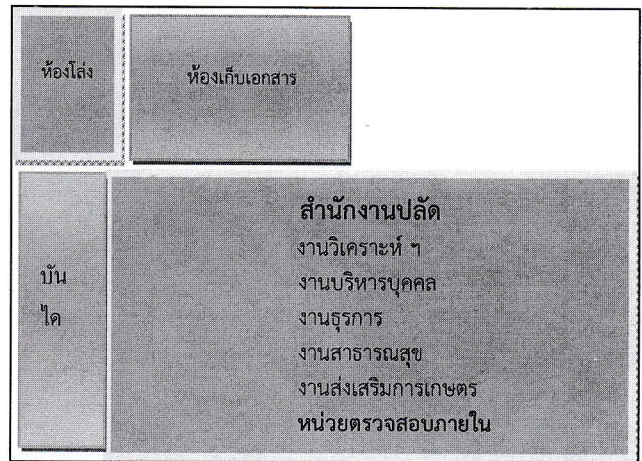 ห้องโล่ง
ห้องเก็บเอกสาร
บัน
ได
สำนักงานปลัด
งานวิเคราะห์ ฯ
งานบริหารบุคคล
งานธุรการ
งานสาธารณสุข
งานส่งเสริมการเกษตร
หน่วยตรวจสอบภายใน